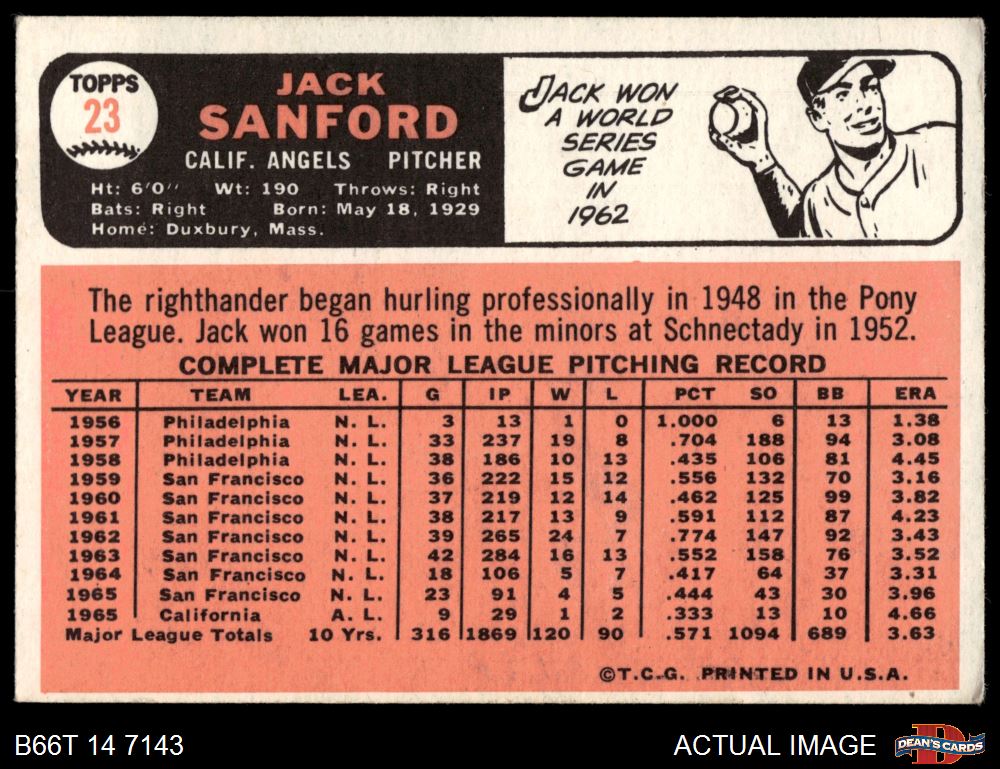 TOPPS
23
JACK
SANFORD
CALIF. ANGELS PITCHER
Ht: 6'0" Wt: 190 Throws: Right
Bats: Right Born: May 18, 1929
Home: Duxbury, Mass.
JACK WON
A WORLD
SERIES
GAME
IN
1962
The righthander began hurling professionally in 1948 in the Pony
League. Jack won 16 games in the minors at Schnectady in 1952.
COMPLETE MAJOR LEAGUE PITCHING RECORD
YEAR TEAM LEA. G IP W L PCT SO BB ERA
1956 Philadelphia N. L. 3 13 1 0 1.000 6 13 1.38
1957 Philadelphia N. L. 33 237 19 8 .704 188 94 3.08
1958 Philadelphia N. L. 38 186 10 13 .435 106 81 4.45
1959 San Francisco N. L. 36 222 15 12 .556 132 70 3.16
1960 San Francisco N. L. 37 219 12 14 .462 125 99 3.82
1961 San Francisco N. L. 38 217 13 9 .591 112 87 4.23
1962 San Francisco N. L. 39 265 24 7 .774 147 92 3.43
1963 San Francisco N. L. 42 284 16 13 .552 158 76 3.52
1964 San Francisco N. L. 18 106 5 7 .417 64 37 3.31
1965 San Francisco N. L. 23 91 4 5 .444 43 30 3.96
1965 California A. L. 9 29 1 2 .333 13 10 4.66
Major League Totals 10 Yrs. 316 1869 120 90 .571 1094 689 3.63
©T.C.G. PRINTED IN U.S.A.
B66T 14 7143
ACTUAL IMAGE
D
DEAN'S CARDS